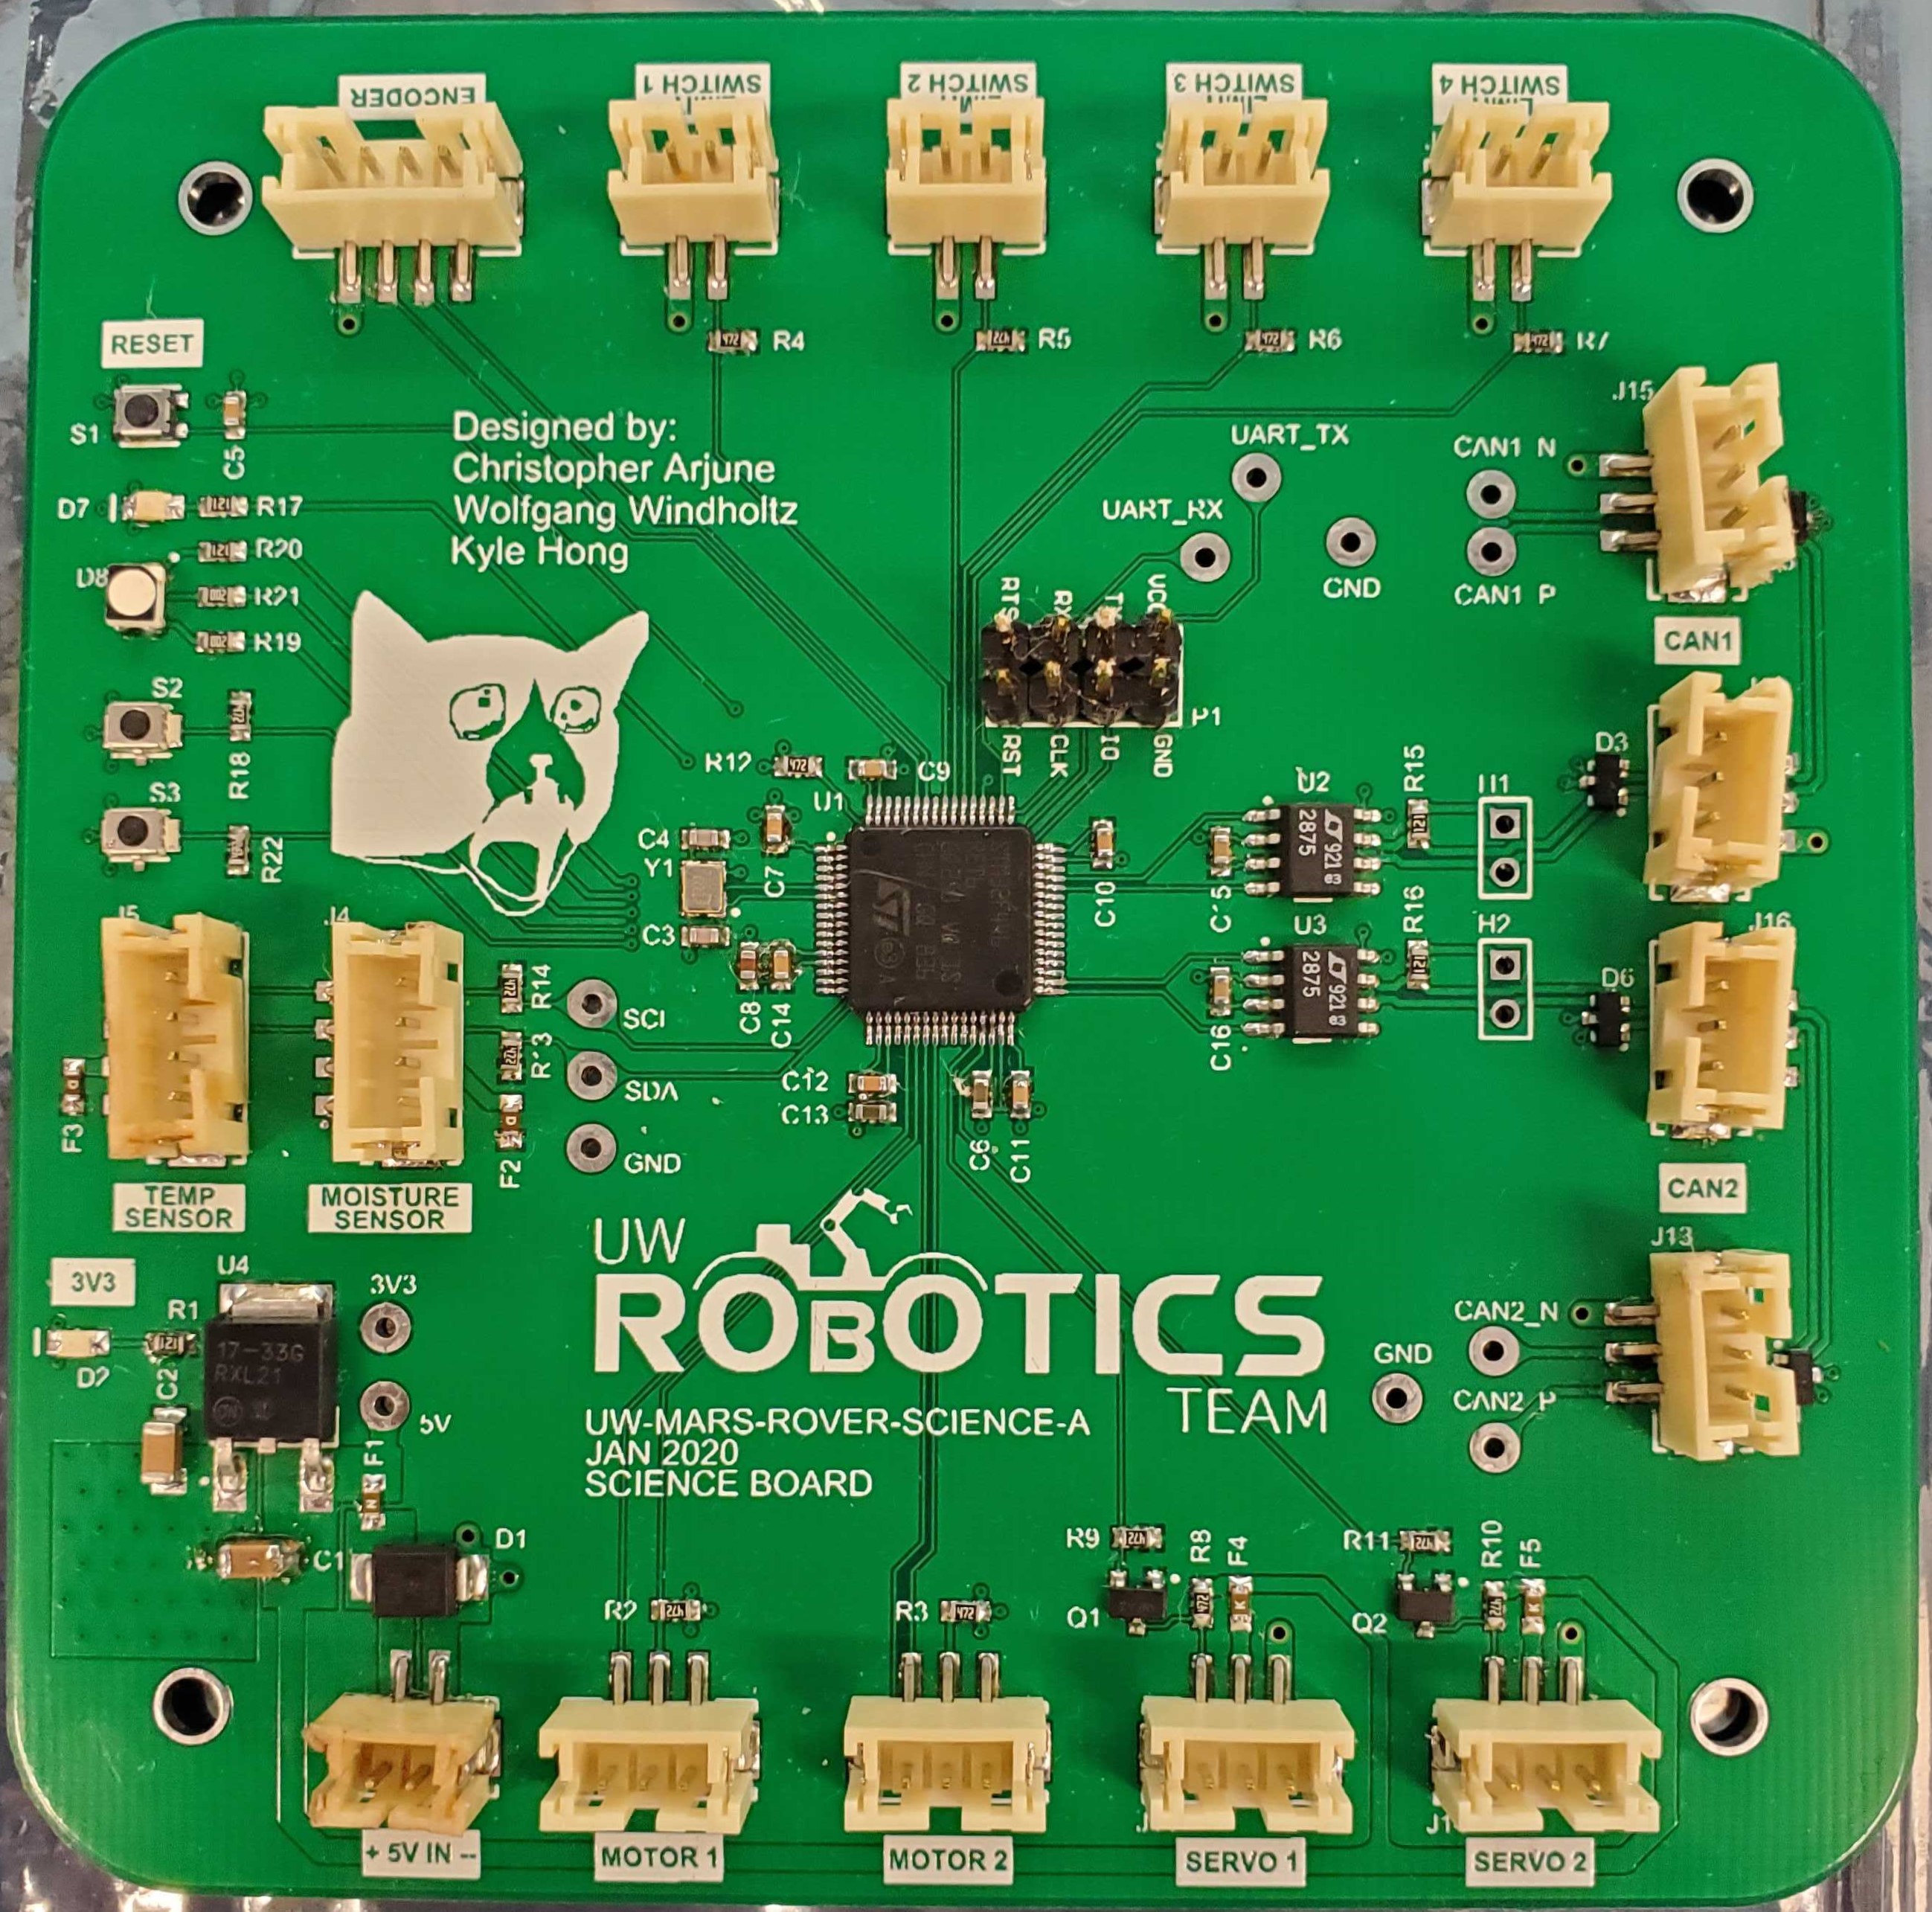 ENCODER
SWITCH 1
SWITCH 2
SWITCH 3
SWITCH 4
R4
R5
R6
R7
RESET
S1
C5
D7
R17
R20
D8
R21
R19
S2
R18
S3
R22
Designed by:
Christopher Arjune
Wolfgang Windholtz
Kyle Hong
UART_TX
UART_RX
GND
CAN1 N
CAN1 P
J15
CAN1
RTS
RX
VCC
RST
CLK
IO
GND
P1
R12
C9
U1
C4
Y1
C3
C7
C8
C14
C10
C12
C13
C6
C11
ST
U2
2875
921
e3
C15
R15
H1
D3
U3
2875
921
e3
C16
R16
H2
D6
J16
CAN2
J13
CAN2_N
GND
CAN2_P
J5
J4
R14
R13
F3
F2
SCL
SDA
GND
TEMP
SENSOR
MOISTURE
SENSOR
3V3
U4
3V3
R1
D2
C2
17-33G
RXL21
5V
F1
C1
D1
UW
ROBOTICS
TEAM
UW-MARS-ROVER-SCIENCE-A
JAN 2020
SCIENCE BOARD
R2
R3
R9
R8
F4
Q1
R11
R10
F5
Q2
+ 5V IN --
MOTOR 1
MOTOR 2
SERVO 1
SERVO 2